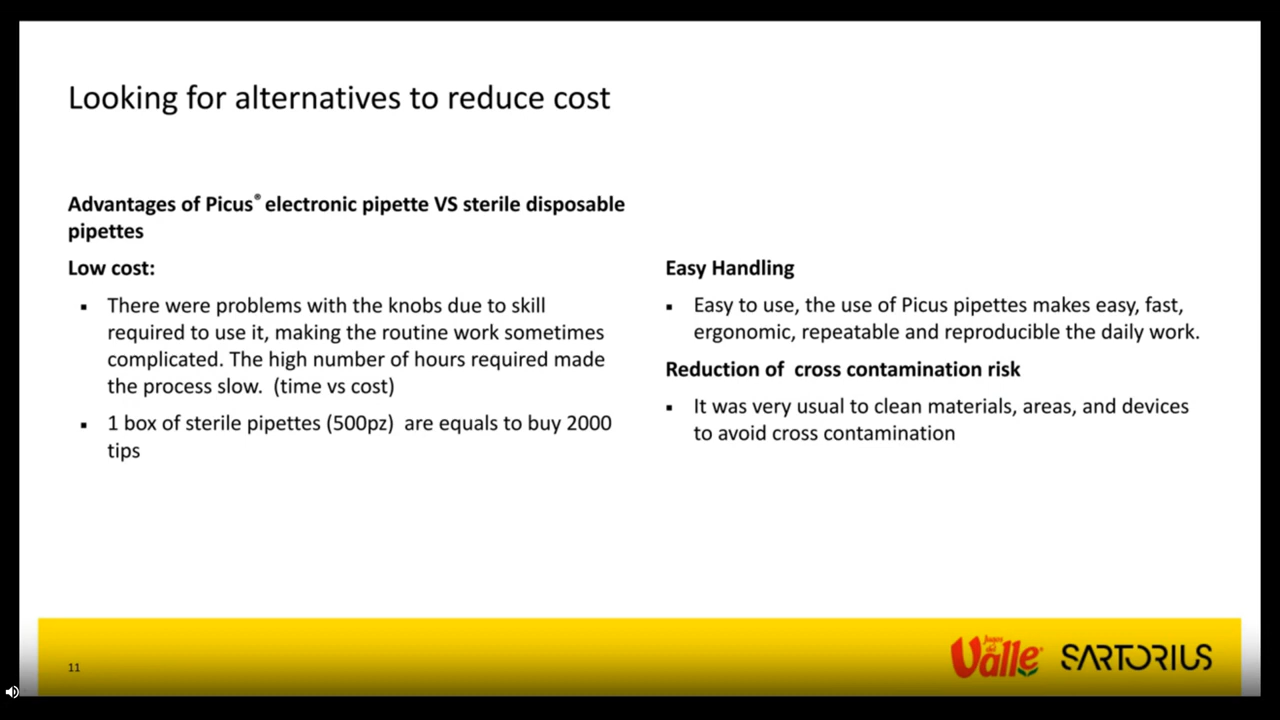 Looking for alternatives to reduce cost
Advantages of Picus® electronic pipette VS sterile disposable
pipettes
Low cost:
▪ There were problems with the knobs due to skill
required to use it, making the routine work sometimes
complicated. The high number of hours required made
the process slow.  (time vs cost)
▪ 1 box of sterile pipettes (500pz)  are equals to buy 2000
tips
Easy Handling
▪ Easy to use, the use of Picus pipettes makes easy, fast,
ergonomic, repeatable and reproducible the daily work.
Reduction of  cross contamination risk
▪ It was very usual to clean materials, areas, and devices
to avoid cross contamination
11
Jugos del Valle
SARTORIUS